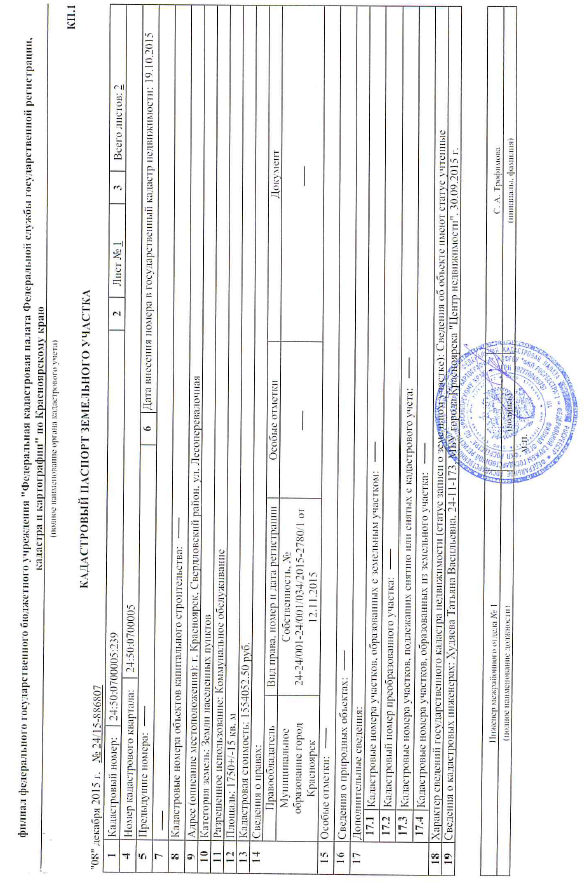 филиал федерального государственного бюджетного учреждения "Федеральная кадастровая палата Федеральной службы государственной регистрации,
кадастра и картографии" по Красноярскому краю
(полное наименование органа кадастрового учета)
КП.1
КАДАСТРОВЫЙ ПАСПОРТ ЗЕМЕЛЬНОГО УЧАСТКА
"08" декабря 2015 г. № 24/15-886807
1 Кадастровый номер: 24:50:0700005:239 2 Лист № 1 3 Всего листов: 2
4 Номер кадастрового квартала: 24:50:0700005
5 Предыдущие номера: — 6 Дата внесения номера в государственный кадастр недвижимости: 19.10.2015
7 —
8 Кадастровые номера объектов капитального строительства: —
9 Адрес (описание местоположения): г. Красноярск, Свердловский район, ул. Лесоперевалочная
10 Категория земель: Земли населенных пунктов
11 Разрешенное использование: Коммунальное обслуживание
12 Площадь: 1750+/-15 кв. м
13 Кадастровая стоимость: 1554052.50 руб.
14 Сведения о правах:
Правообладатель Вид права, номер и дата регистрации Особые отметки Документ
Муниципальное образование город Красноярск
Собственность, № 24-24/001-24/001/034/2015-2780/1 от 12.11.2015
— —
15 Особые отметки: —
16 Сведения о природных объектах: —
17 Дополнительные сведения:
17.1 Кадастровые номера участков, образованных с земельным участком: —
17.2 Кадастровый номер преобразованного участка: —
17.3 Кадастровые номера участков, подлежащих снятию или снятых с кадастрового учета: —
17.4 Кадастровые номера участков, образованных из земельного участка: —
18 Характер сведений государственного кадастра недвижимости (статус записи о земельном участке): Сведения об объекте имеют статус учтенные
19 Сведения о кадастровых инженерах: Худяева Татьяна Васильевна, 24-11-173, МБУ города Красноярска "Центр недвижимости", 30.09.2015 г.
Инженер межрайонного отдела № 1 С. А. Трофимова
(полное наименование должности) М.П. (подпись) (инициалы, фамилия)